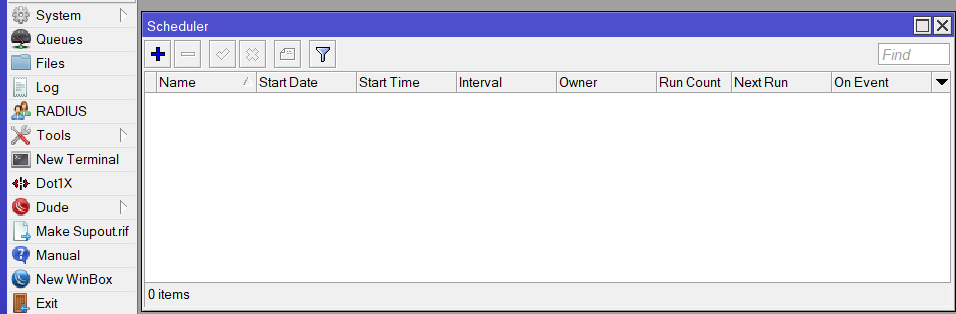 System
Queues
Files
Log
RADIUS
Tools
New Terminal
Dot1X
Dude
Make Supout.rif
Manual
New WinBox
Exit
Scheduler
Find
Name Start Date Start Time Interval Owner Run Count Next Run On Event
0 items